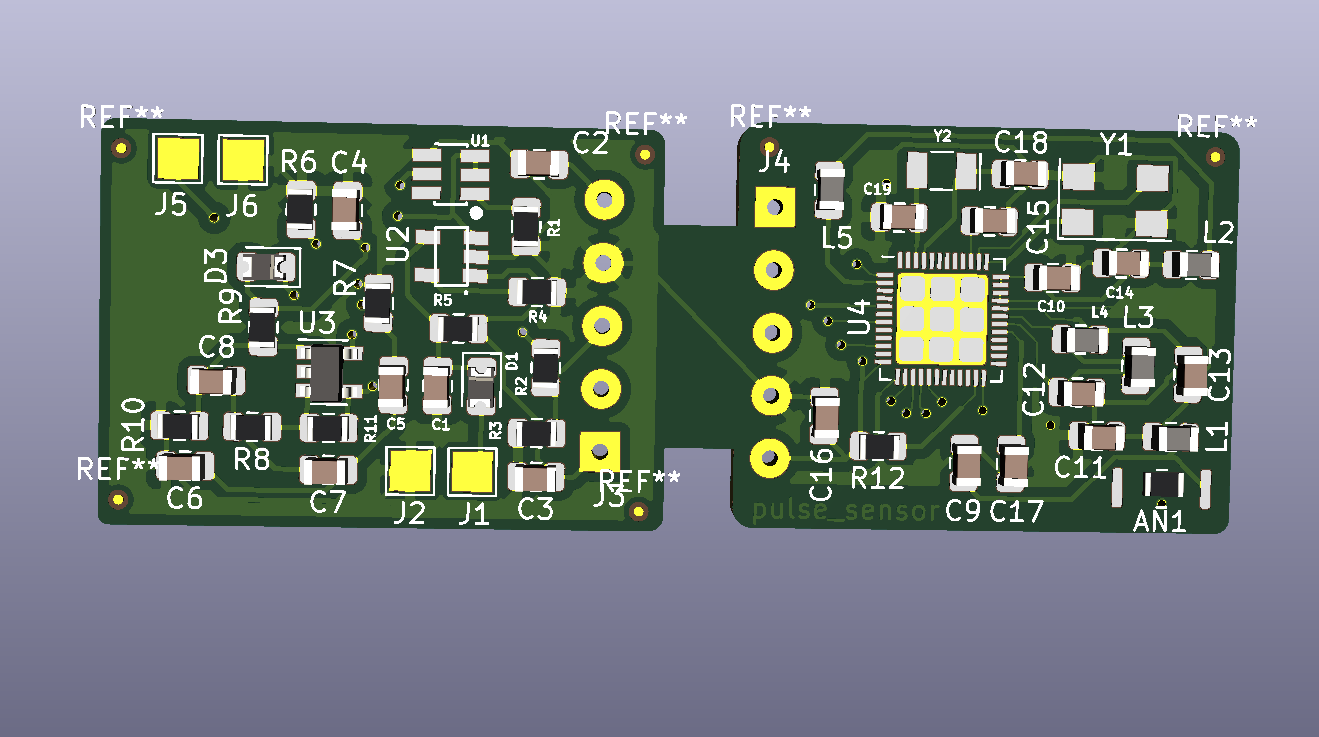 REF**
REF**
REF**
REF**
J5
J6
R6
C4
U1
C2
R1
U2
D3
R9
R7
R5
R4
U3
C8
D1
R2
R10
R8
R11
C5
C1
R3
REF**
C6
C7
J2
J1
C3
REF**
J3
J4
Y2
C18
Y1
C19
L5
C15
L2
C10
C14
U4
L4
L3
C12
C13
C16
R12
C11
L1
pulse_sensor
C9
C17
AN1